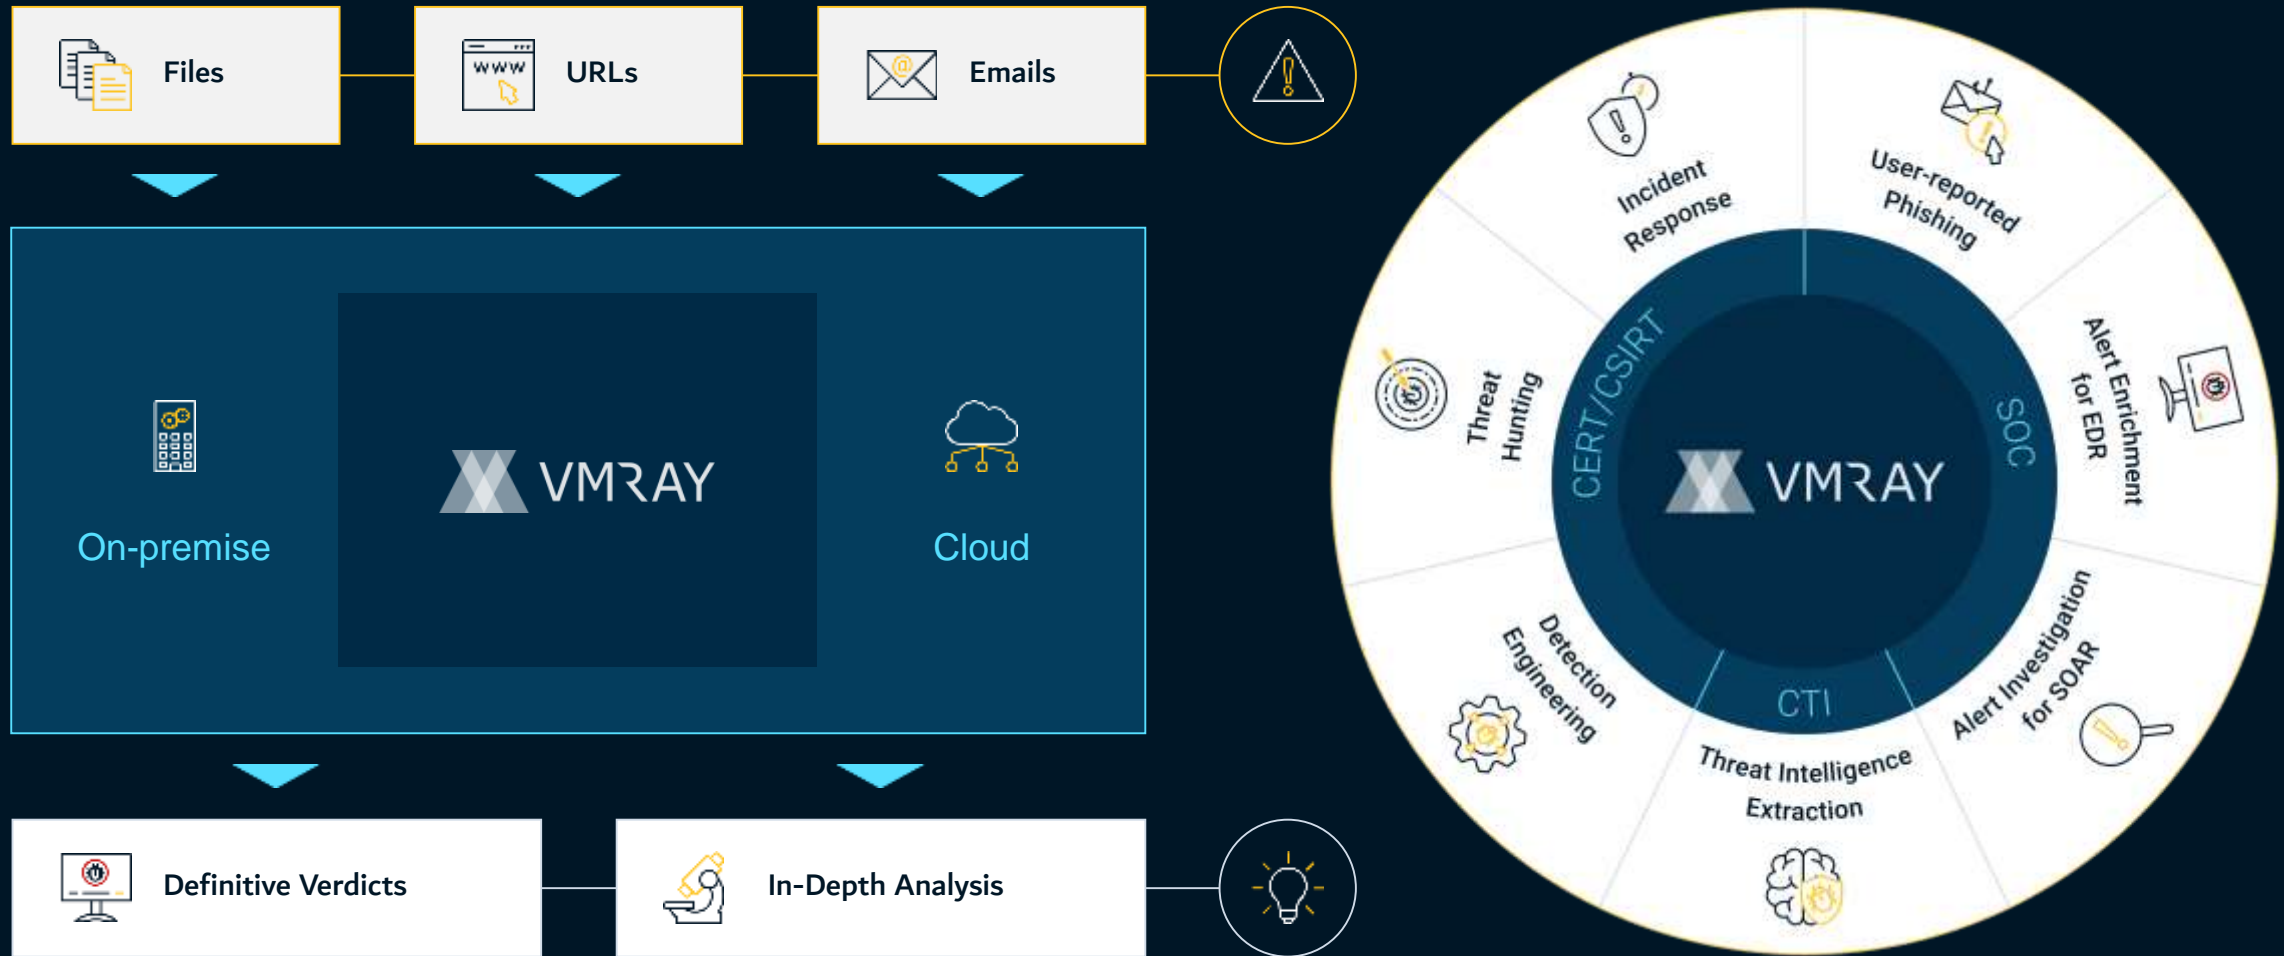 Files
www
URLs
@
Emails
On-premise
VMRAY
Cloud
Definitive Verdicts
In-Depth Analysis
Incident
Response
User-reported
Phishing
Alert Enrichment
for EDR
Alert Investigation
for SOAR
Threat Intelligence
Extraction
Detection
Engineering
Threat
Hunting
CERT/CSIRT
SOC
CTI
VMRAY